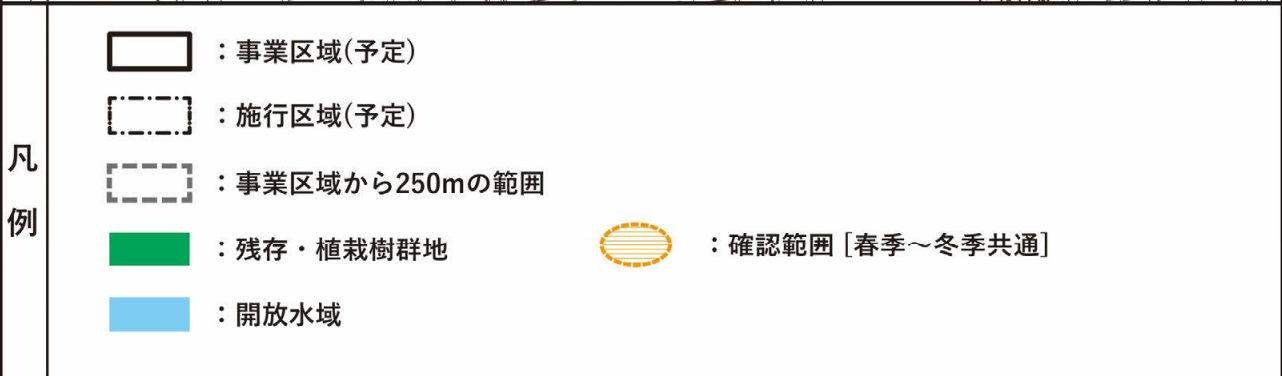 凡例
：事業区域(予定)
：施行区域(予定)
：事業区域から250mの範囲
：残存・植栽樹群地
：開放水域
：確認範囲 [春季～冬季共通]